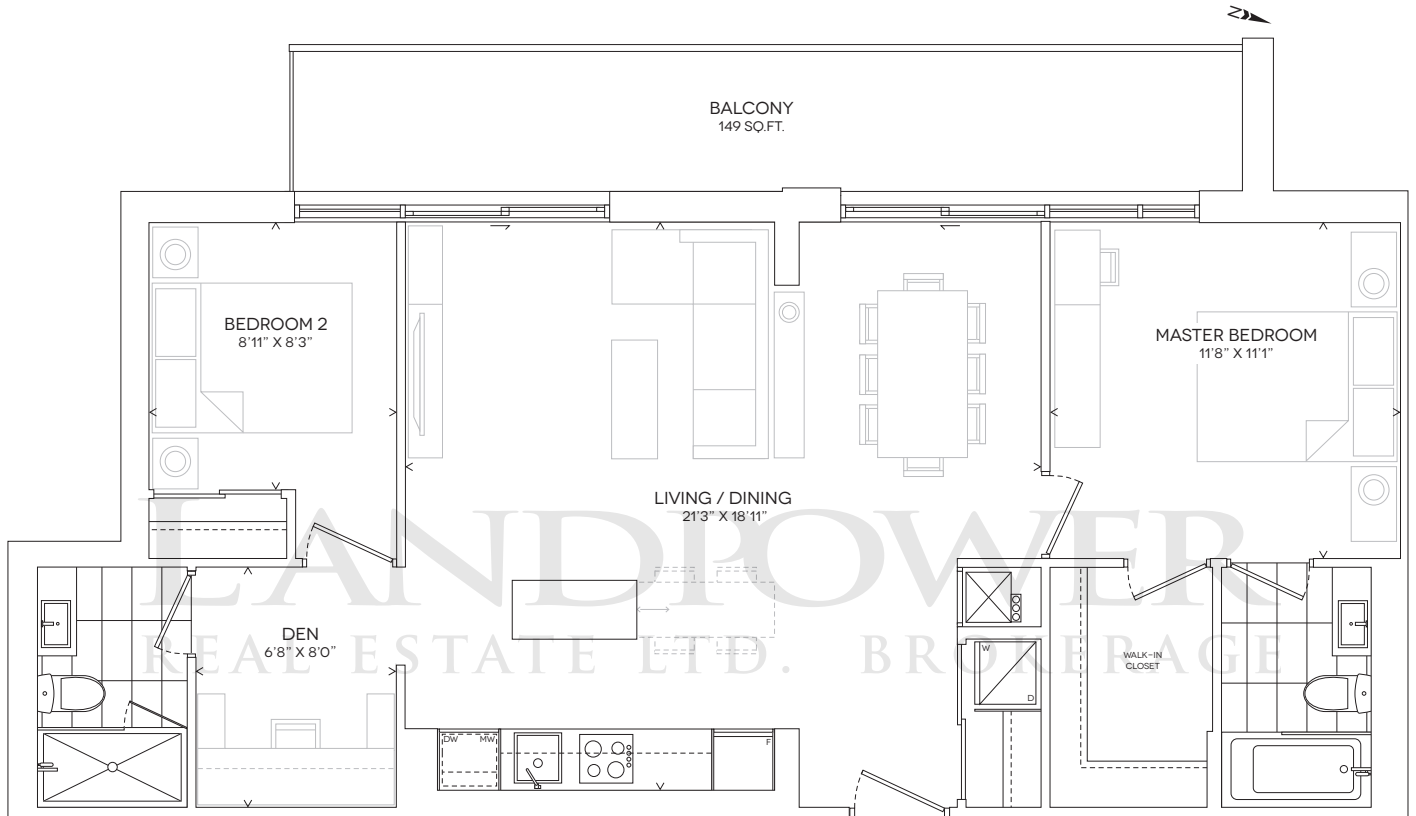 N
BALCONY
149 SQ.FT.
BEDROOM 2
8'11" X 8'3"
MASTER BEDROOM
11'8" X 11'1"
LIVING / DINING
21'3" X 18'11"
LANDPOWER
REAL ESTATE LTD. BROKERAGE
DEN
6'8" X 8'0"
WALK-IN
CLOSET
W
D
DW MW
F